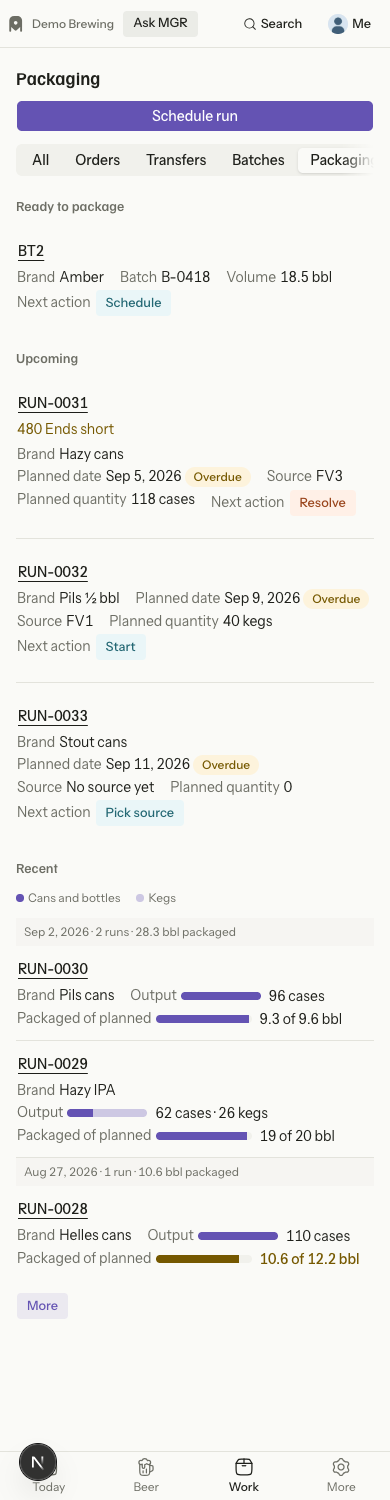 Demo Brewing Ask MGR Search Me
Packaging
Schedule run
All Orders Transfers Batches Packaging
Ready to package
BT2
Brand Amber Batch B-0418 Volume 18.5 bbl
Next action Schedule
Upcoming
RUN-0031
480 Ends short
Brand Hazy cans
Planned date Sep 5, 2026 Overdue Source FV3
Planned quantity 118 cases Next action Resolve
RUN-0032
Brand Pils ½ bbl Planned date Sep 9, 2026 Overdue
Source FV1 Planned quantity 40 kegs
Next action Start
RUN-0033
Brand Stout cans
Planned date Sep 11, 2026 Overdue
Source No source yet Planned quantity 0
Next action Pick source
Recent
Cans and bottles Kegs
Sep 2, 2026 · 2 runs · 28.3 bbl packaged
RUN-0030
Brand Pils cans Output 96 cases
Packaged of planned 9.3 of 9.6 bbl
RUN-0029
Brand Hazy IPA
Output 62 cases · 26 kegs
Packaged of planned 19 of 20 bbl
Aug 27, 2026 · 1 run · 10.6 bbl packaged
RUN-0028
Brand Helles cans Output 110 cases
Packaged of planned 10.6 of 12.2 bbl
More
N
Today Beer Work More